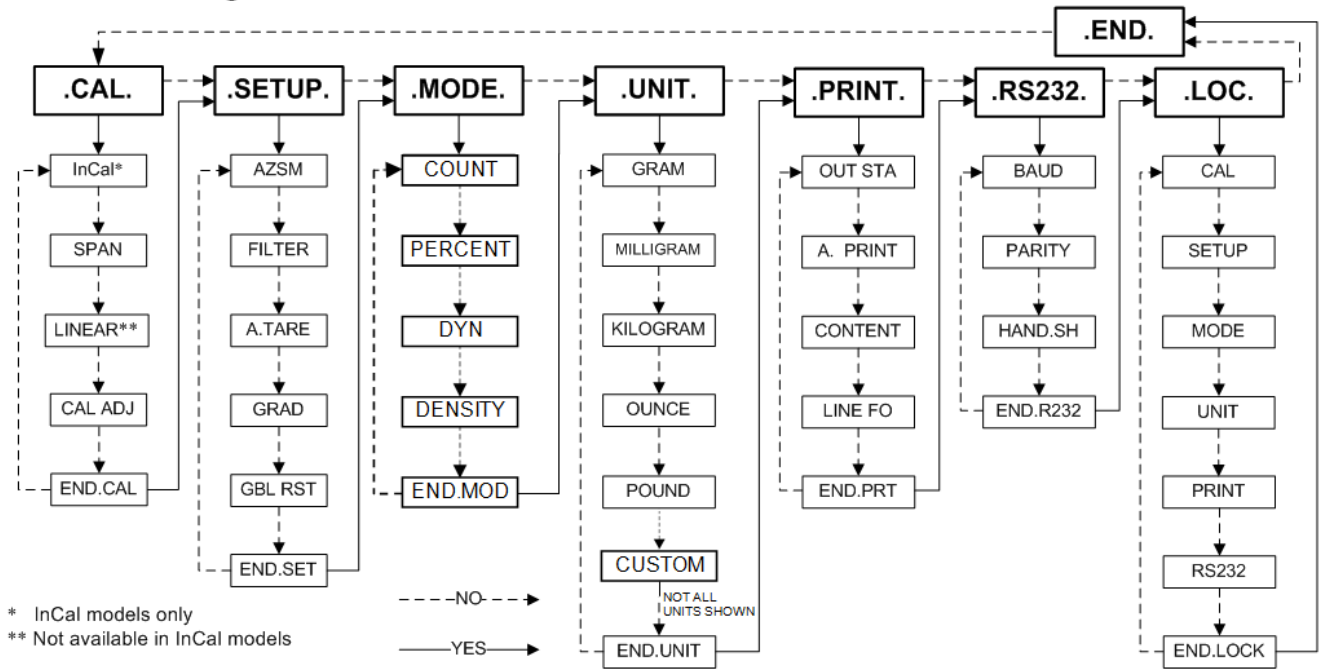 .END.
.CAL.
.SETUP.
.MODE.
.UNIT.
.PRINT.
.RS232.
.LOC.
InCal*
SPAN
LINEAR**
CAL ADJ
END.CAL
AZSM
FILTER
A.TARE
GRAD
GBL RST
END.SET
COUNT
PERCENT
DYN
DENSITY
END.MOD
GRAM
MILLIGRAM
KILOGRAM
OUNCE
POUND
CUSTOM
NOT ALL
UNITS SHOWN
END.UNIT
OUT STA
A. PRINT
CONTENT
LINE FO
END.PRT
BAUD
PARITY
HAND.SH
END.R232
CAL
SETUP
MODE
UNIT
PRINT
RS232
END.LOCK
NO
YES
* InCal models only
** Not available in InCal models